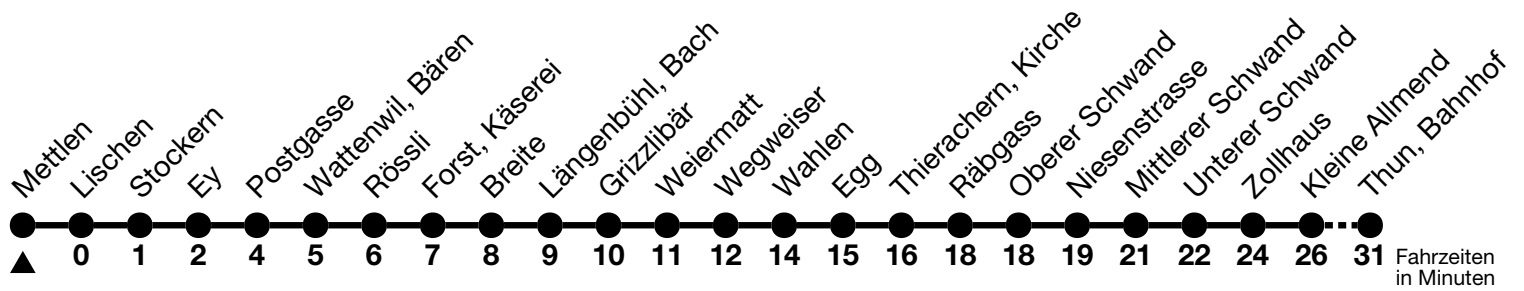 Mettlen
Lischen
Stockern
Ey
Postgasse
Wattenwil, Bären
Rössli
Forst, Käserei
Breite
Längenbühl, Bach
Grizzlibär
Weiermatt
Wegweiser
Wahlen
Egg
Thierachern, Kirche
Räbgass
Oberer Schwand
Niesenstrasse
Mittlerer Schwand
Unterer Schwand
Zollhaus
Kleine Allmend
Thun, Bahnhof
0 1 2 4 5 6 7 8 9 10 11 12 14 15 16 18 18 19 21 22 24 26 31 Fahrzeiten
in Minuten